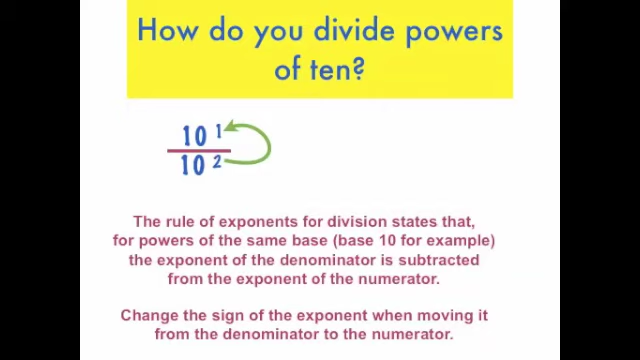 How do you divide powers
of ten?
10 1
10 2
The rule of exponents for division states that,
for powers of the same base (base 10 for example)
the exponent of the denominator is subtracted
from the exponent of the numerator.
Change the sign of the exponent when moving it
from the denominator to the numerator.